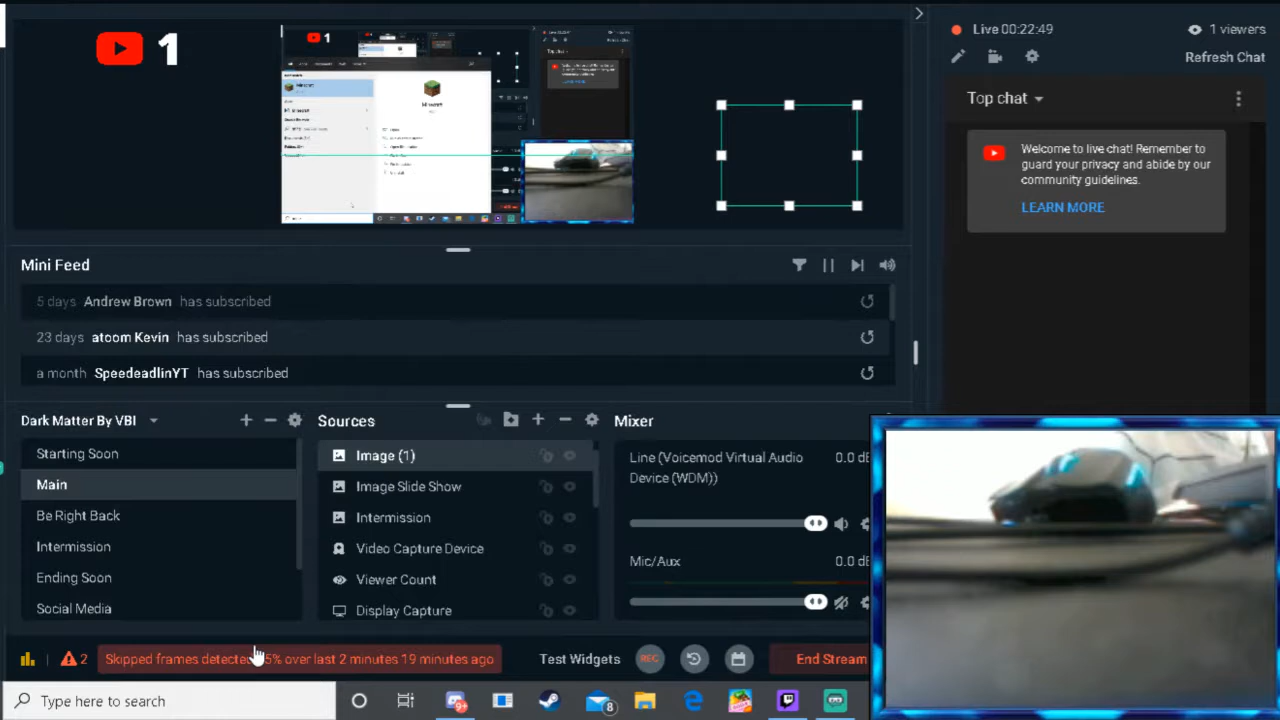 1
Live 00:22:49
1 viewers
Refresh Chat
Top chat
Welcome to live chat! Remember to
guard your privacy and abide by our
community guidelines.
LEARN MORE
Minecraft
Minecraft
Mini Feed
5 days Andrew Brown has subscribed
23 days atoom Kevin has subscribed
a month SpeedeadlinYT has subscribed
Dark Matter By VBI
Starting Soon
Main
Be Right Back
Intermission
Ending Soon
Social Media
Sources
Image (1)
Image Slide Show
Intermission
Video Capture Device
Viewer Count
Display Capture
Mixer
Line (Voicemod Virtual Audio
Device (WDM))
0.0 dB
Mic/Aux
0.0 dB
2
Skipped frames detected 5% over last 2 minutes 19 minutes ago
Test Widgets
REC
End Stream
Type here to search
8